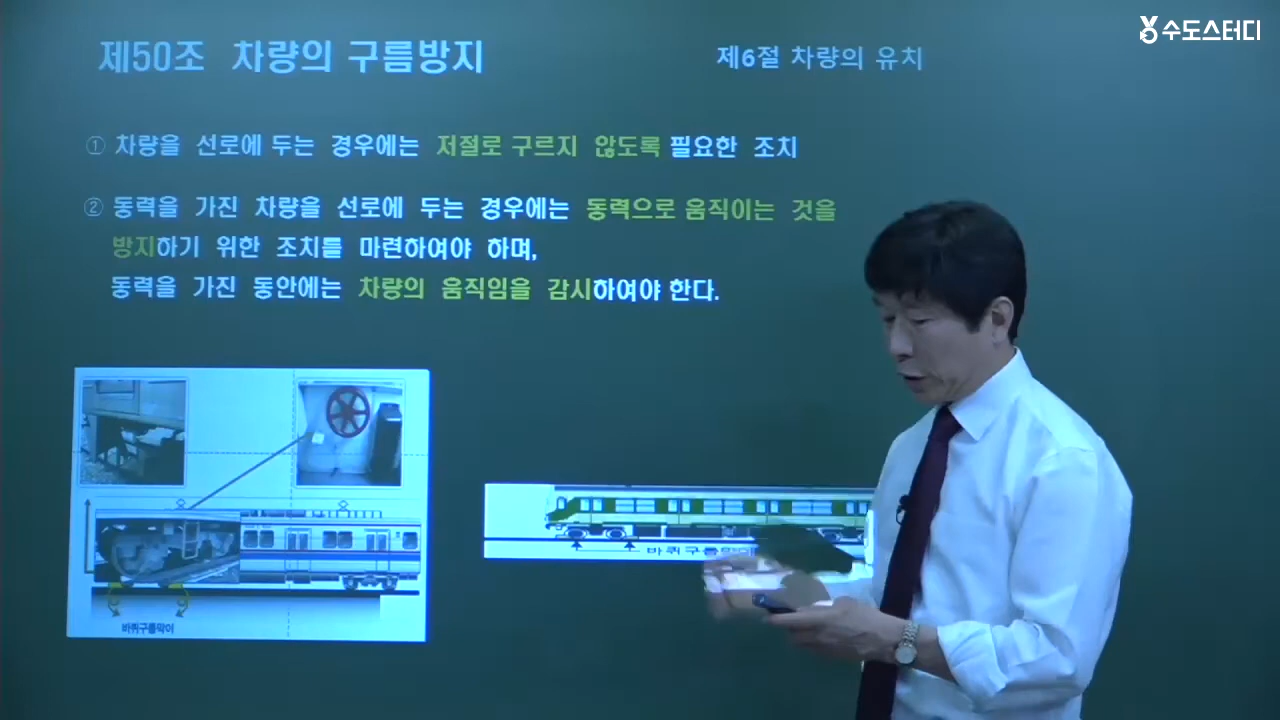 수도스터디
제50조 차량의 구름방지
제6절 차량의 유치
① 차량을 선로에 두는 경우에는 저절로 구르지 않도록 필요한 조치
② 동력을 가진 차량을 선로에 두는 경우에는 동력으로 움직이는 것을
방지하기 위한 조치를 마련하여야 하며,
동력을 가진 동안에는 차량의 움직임을 감시하여야 한다.
바퀴구름막이
바퀴구름막이